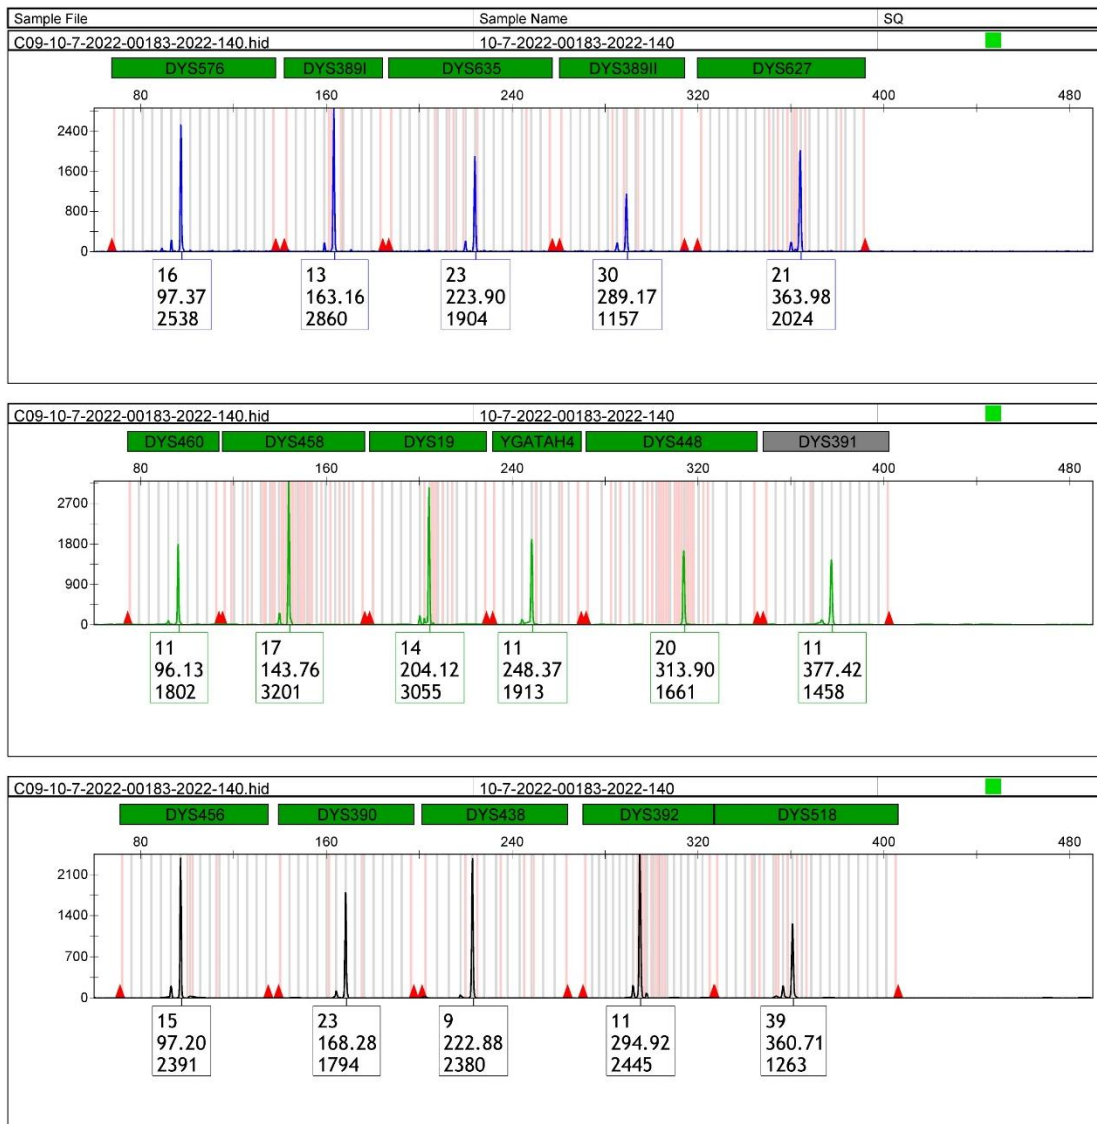 Sample File Sample Name SQ
C09-10-7-2022-00183-2022-140.hid 10-7-2022-00183-2022-140
DYS576 DYS389I DYS635 DYS389II DYS627
80 160 240 320 400 480
2400
1600
800
0
16 13 23 30 21
97.37 163.16 223.90 289.17 363.98
2538 2860 1904 1157 2024
C09-10-7-2022-00183-2022-140.hid 10-7-2022-00183-2022-140
DYS460 DYS458 DYS19 YGATAH4 DYS448 DYS391
80 160 240 320 400 480
2700
1800
900
0
11 17 14 11 20 11
96.13 143.76 204.12 248.37 313.90 377.42
1802 3201 3055 1913 1661 1458
C09-10-7-2022-00183-2022-140.hid 10-7-2022-00183-2022-140
DYS456 DYS390 DYS438 DYS392 DYS518
80 160 240 320 400 480
2100
1400
700
0
15 23 9 11 39
97.20 168.28 222.88 294.92 360.71
2391 1794 2380 2445 1263